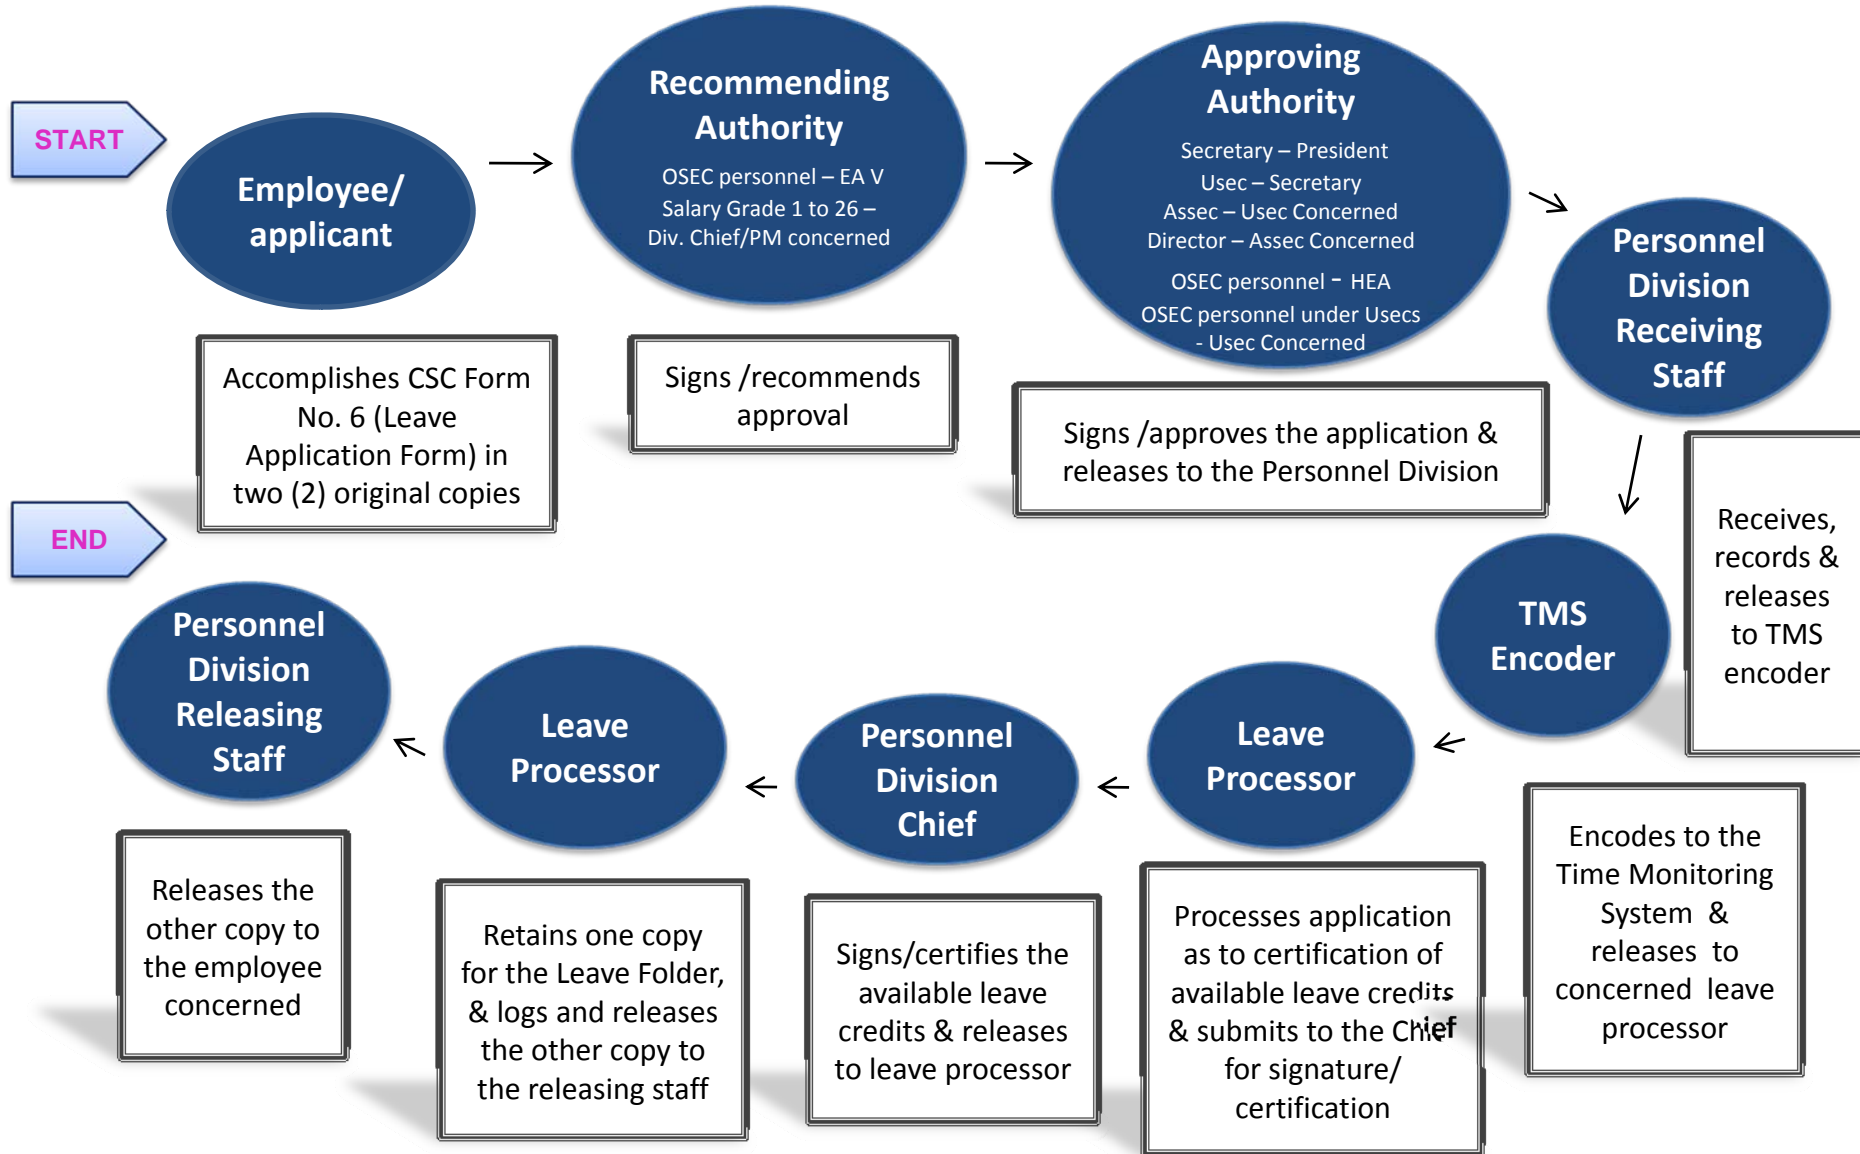 START
Employee/
applicant
Accomplishes CSC Form
No. 6 (Leave
Application Form) in
two (2) original copies
Recommending
Authority
OSEC personnel – EA V
Salary Grade 1 to 26 –
Div. Chief/PM concerned
Signs /recommends
approval
Approving
Authority
Secretary – President
Usec – Secretary
Assec – Usec Concerned
Director – Assec Concerned
OSEC personnel - HEA
OSEC personnel under Usecs
- Usec Concerned
Signs /approves the application &
releases to the Personnel Division
Personnel
Division
Receiving
Staff
Receives,
records &
releases
to TMS
encoder
TMS
Encoder
Encodes to the
Time Monitoring
System & 
releases to
concerned leave
processor
Leave
Processor
Processes application
as to certification of
available leave credits
& submits to the Chief
for signature/
certification
Personnel
Division
Chief
Signs/certifies the
available leave
credits & releases
to leave processor
Leave
Processor
Retains one copy
for the Leave Folder,
& logs and releases
the other copy to
the releasing staff
Personnel
Division
Releasing
Staff
Releases the
other copy to
the employee
concerned
END